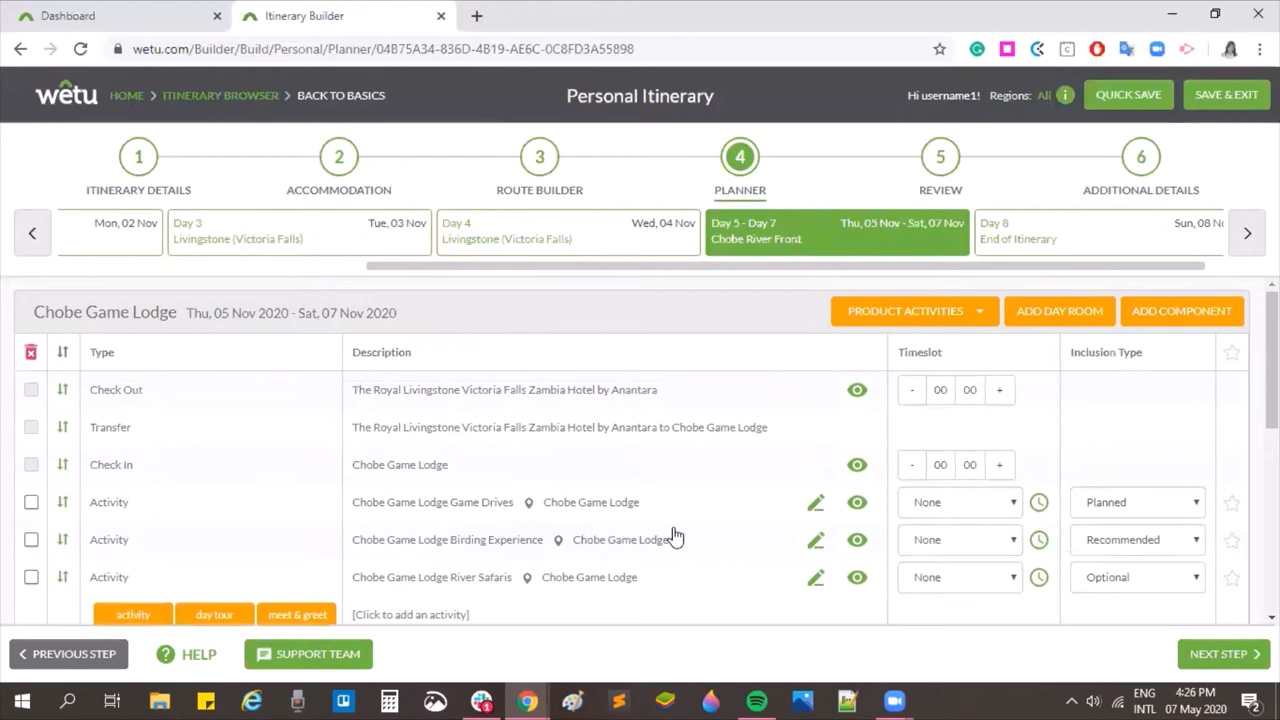 Dashboard
Itinerary Builder
wetu.com/Builder/Build/Personal/Planner/04B75A34-836D-4B19-AE6C-0C8FD3A55898
wetu
HOME > ITINERARY BROWSER > BACK TO BASICS
Personal Itinerary
Hi username1! Regions: All i
QUICK SAVE
SAVE & EXIT
1 2 3 4 5 6
ITINERARY DETAILS ACCOMMODATION ROUTE BUILDER PLANNER REVIEW ADDITIONAL DETAILS
Mon, 02 Nov
Day 3 Tue, 03 Nov
Livingstone (Victoria Falls)
Day 4 Wed, 04 Nov
Livingstone (Victoria Falls)
Day 5 - Day 7 Thu, 05 Nov - Sat, 07 Nov
Chobe River Front
Day 8 Sun, 08 N
End of Itinerary
Chobe Game Lodge Thu, 05 Nov 2020 - Sat, 07 Nov 2020
PRODUCT ACTIVITIES
ADD DAY ROOM
ADD COMPONENT
Type Description Timeslot Inclusion Type
Check Out The Royal Livingstone Victoria Falls Zambia Hotel by Anantara - 00 00 +
Transfer The Royal Livingstone Victoria Falls Zambia Hotel by Anantara to Chobe Game Lodge
Check In Chobe Game Lodge - 00 00 +
Activity Chobe Game Lodge Game Drives Chobe Game Lodge None Planned
Activity Chobe Game Lodge Birding Experience Chobe Game Lodge None Recommended
Activity Chobe Game Lodge River Safaris Chobe Game Lodge None Optional
activity day tour meet & greet [Click to add an activity]
< PREVIOUS STEP
? HELP
SUPPORT TEAM
NEXT STEP >
ENG
INTL
4:26 PM
07 May 2020
2
1